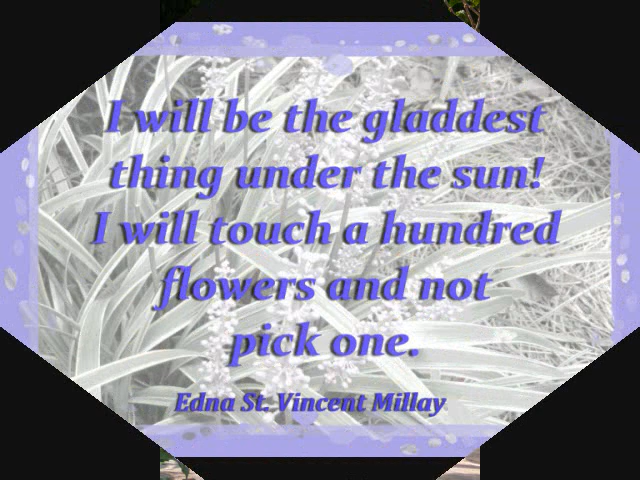 I will be the gladdest
thing under the sun!
I will touch a hundred
flowers and not
pick one.
Edna St. Vincent Millay